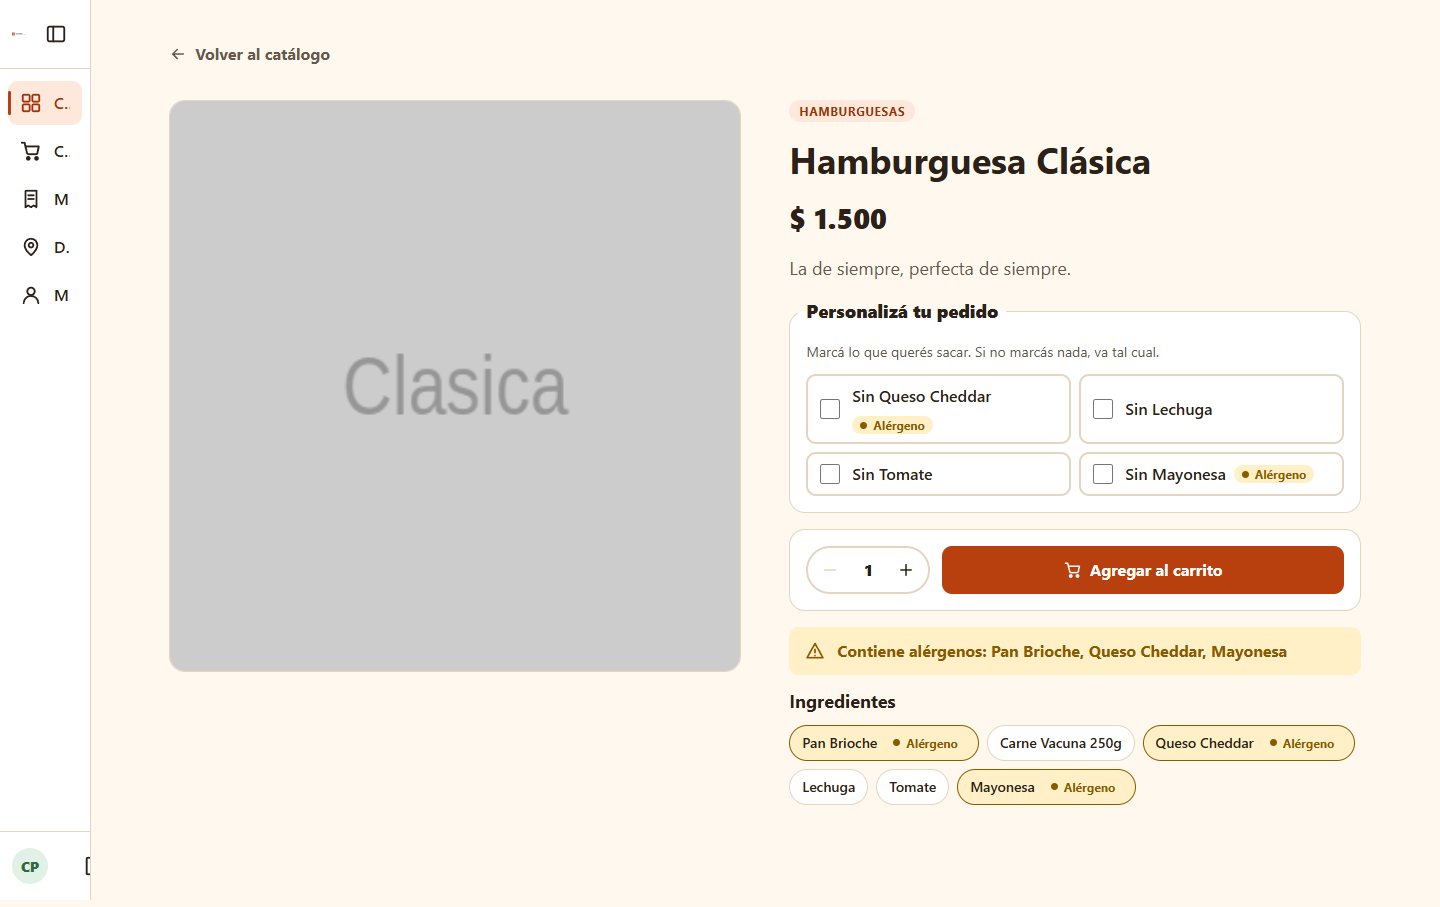 Volver al catálogo
C.
C.
M
D.
M
CP
Clasica
HAMBURGUESAS
Hamburguesa Clásica
$ 1.500
La de siempre, perfecta de siempre.
Personalizá tu pedido
Marcá lo que querés sacar. Si no marcás nada, va tal cual.
Sin Queso Cheddar
Alérgeno
Sin Lechuga
Sin Tomate
Sin Mayonesa Alérgeno
1
Agregar al carrito
Contiene alérgenos: Pan Brioche, Queso Cheddar, Mayonesa
Ingredientes
Pan Brioche Alérgeno Carne Vacuna 250g Queso Cheddar Alérgeno
Lechuga Tomate Mayonesa Alérgeno